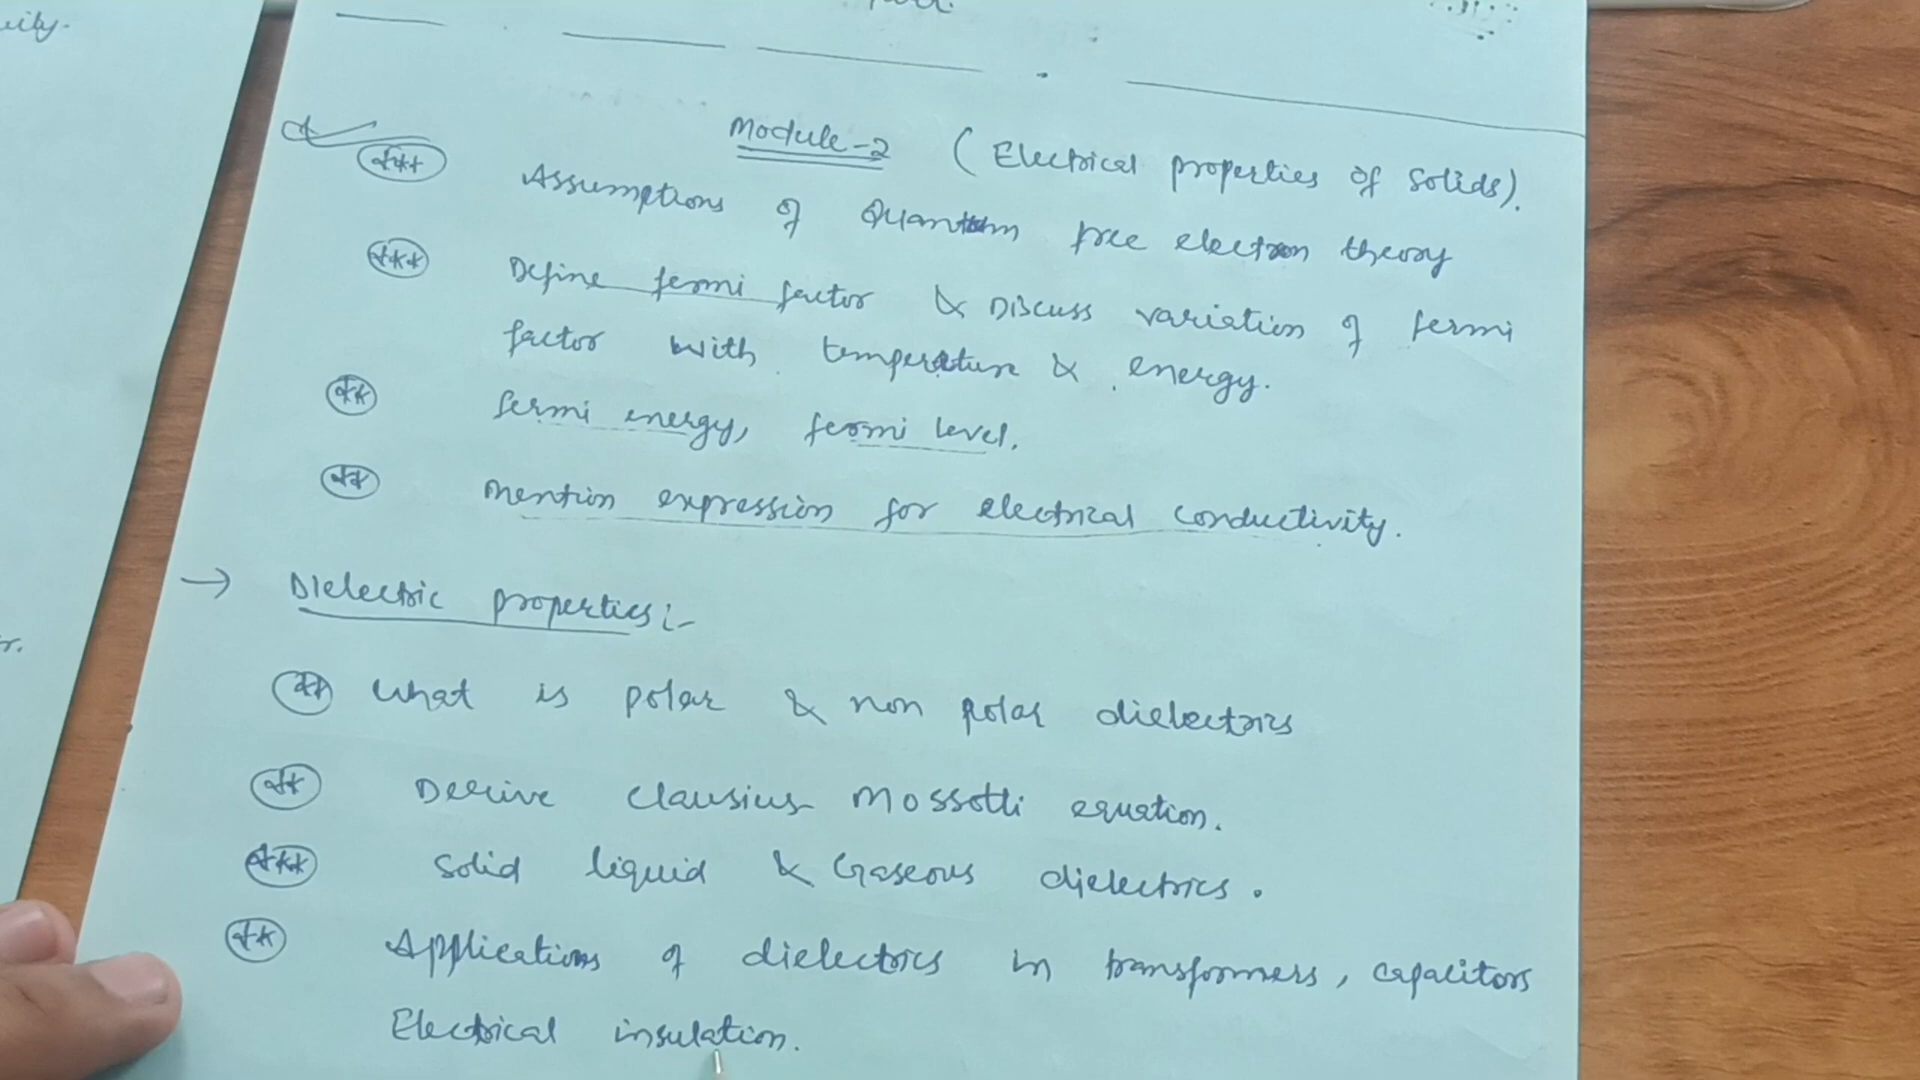 Module-2 (Electrical properties of solids).
*** Assumptions of Quantum free electron theory
*** Define fermi factor & Discuss variation of fermi
factor with temperature & energy.
** fermi energy, fermi level.
** mention expression for electrical conductivity.
→ Dielectric properties:-
** What is polar & non polar dielectrics
** Derive Clausius Mossotti equation.
*** solid liquid & Gaseous dielectrics.
** Applications of dielectrics in transformers, capacitors
Electrical insulation.